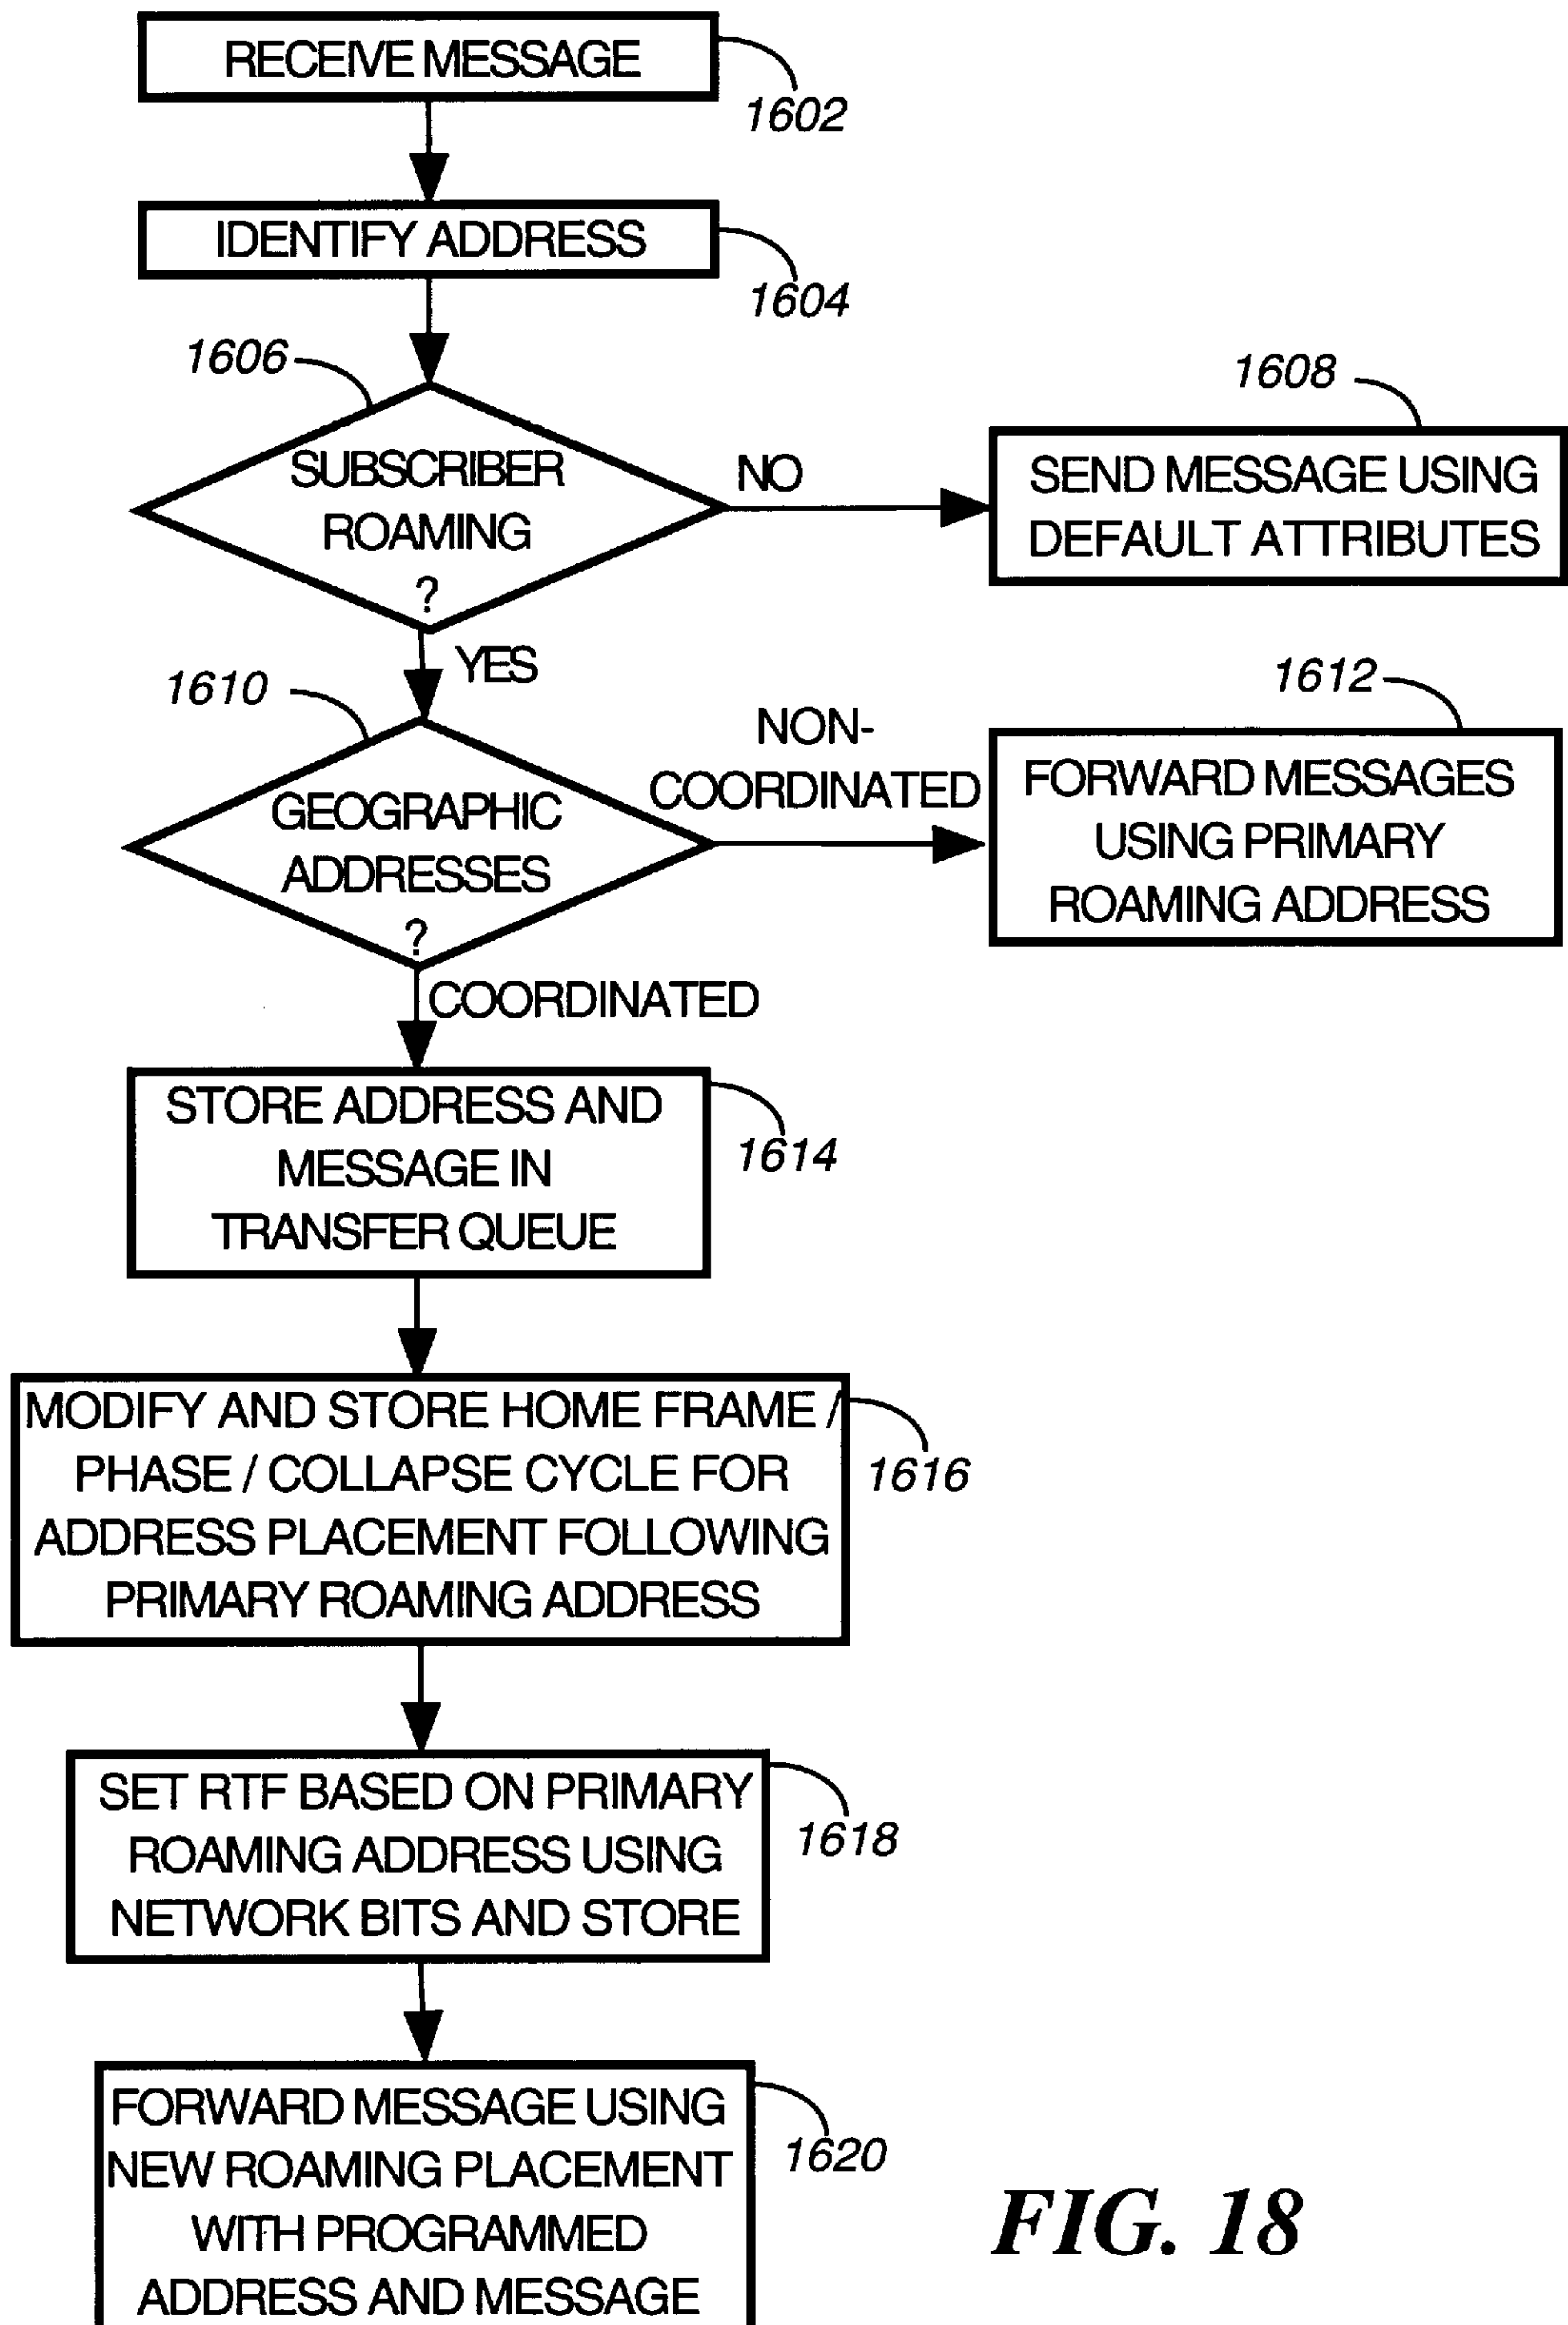 RECEIVE MESSAGE
1602
IDENTIFY ADDRESS
1604
1606
SUBSCRIBER
ROAMING
?
NO
1608
SEND MESSAGE USING
DEFAULT ATTRIBUTES
YES
1610
GEOGRAPHIC
ADDRESSES
?
NON-
COORDINATED
1612
FORWARD MESSAGES
USING PRIMARY
ROAMING ADDRESS
COORDINATED
STORE ADDRESS AND
MESSAGE IN
TRANSFER QUEUE
1614
MODIFY AND STORE HOME FRAME /
PHASE / COLLAPSE CYCLE FOR
ADDRESS PLACEMENT FOLLOWING
PRIMARY ROAMING ADDRESS
1616
SET RTF BASED ON PRIMARY
ROAMING ADDRESS USING
NETWORK BITS AND STORE
1618
FORWARD MESSAGE USING
NEW ROAMING PLACEMENT
WITH PROGRAMMED
ADDRESS AND MESSAGE
1620
FIG. 18